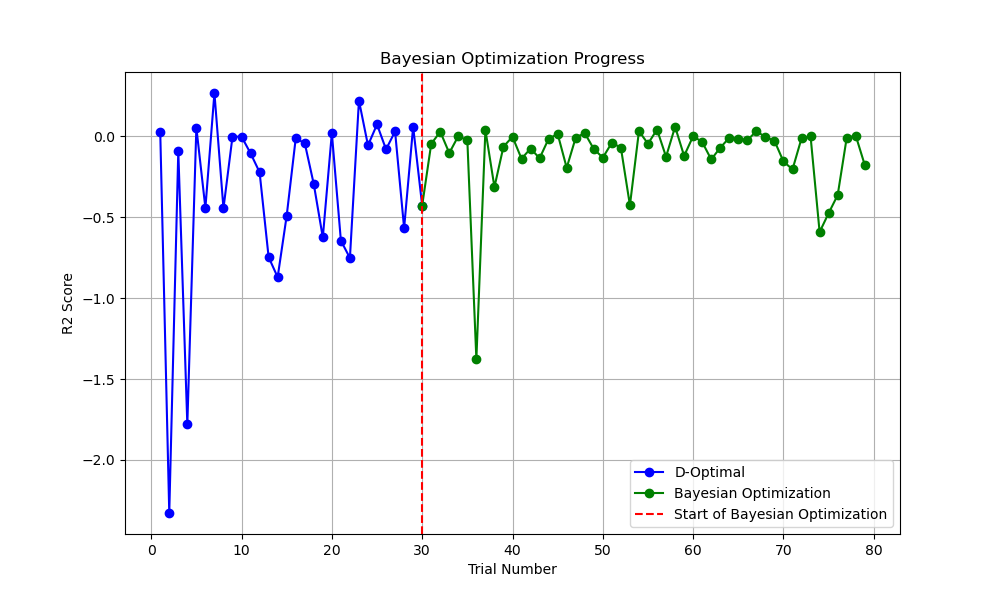 Bayesian Optimization Progress
R2 Score
0.0
−0.5
−1.0
−1.5
−2.0
D-Optimal
Bayesian Optimization
Start of Bayesian Optimization
0 10 20 30 40 50 60 70 80
Trial Number